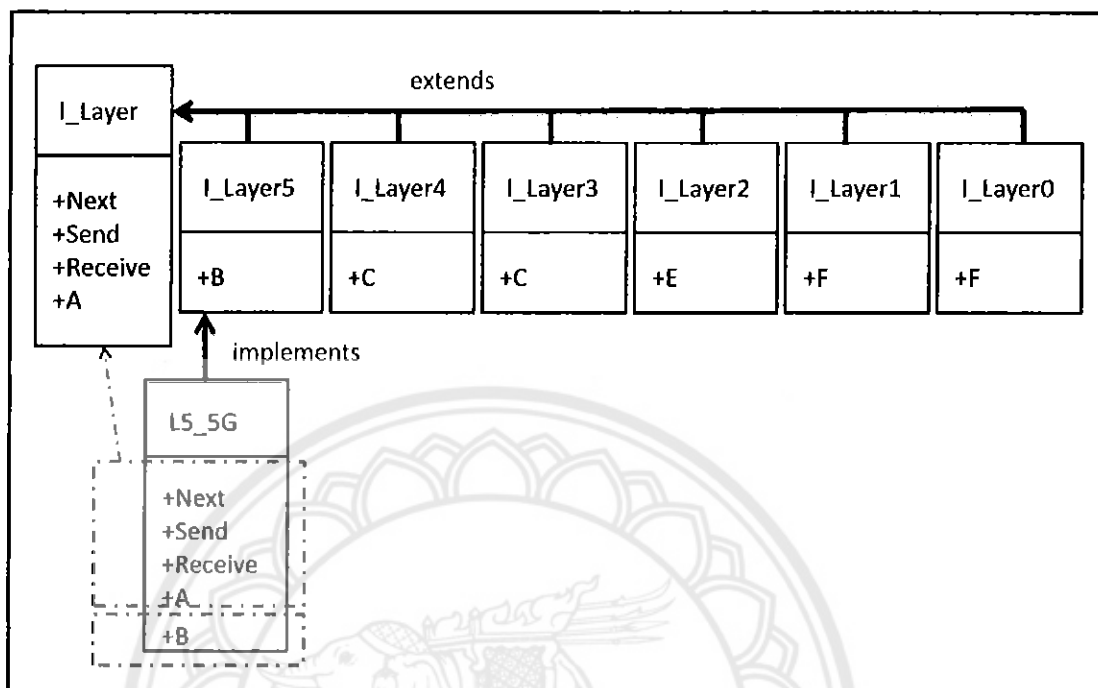 extends
I_Layer
+Next
+Send
+Receive
+A
I_Layer5
+B
I_Layer4
+C
I_Layer3
+C
I_Layer2
+E
I_Layer1
+F
I_Layer0
+F
implements
L5_5G
+Next
+Send
+Receive
+A
+B